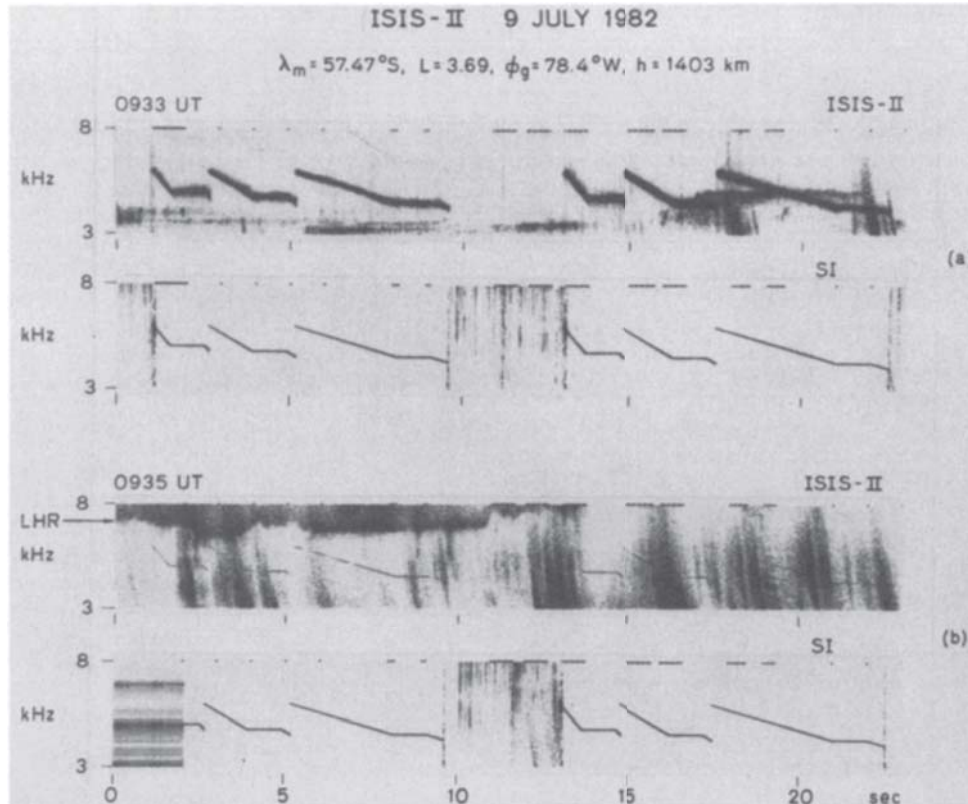 ISIS-II 9 JULY 1982
λm = 57.47°S, L = 3.69, ϕg = 78.4°W, h = 1403 km
0933 UT ISIS-II
8
kHz
3
(a)
SI
8
kHz
3
0935 UT ISIS-II
8
LHR
kHz
3
(b)
SI
8
kHz
3
0 5 10 15 20 sec